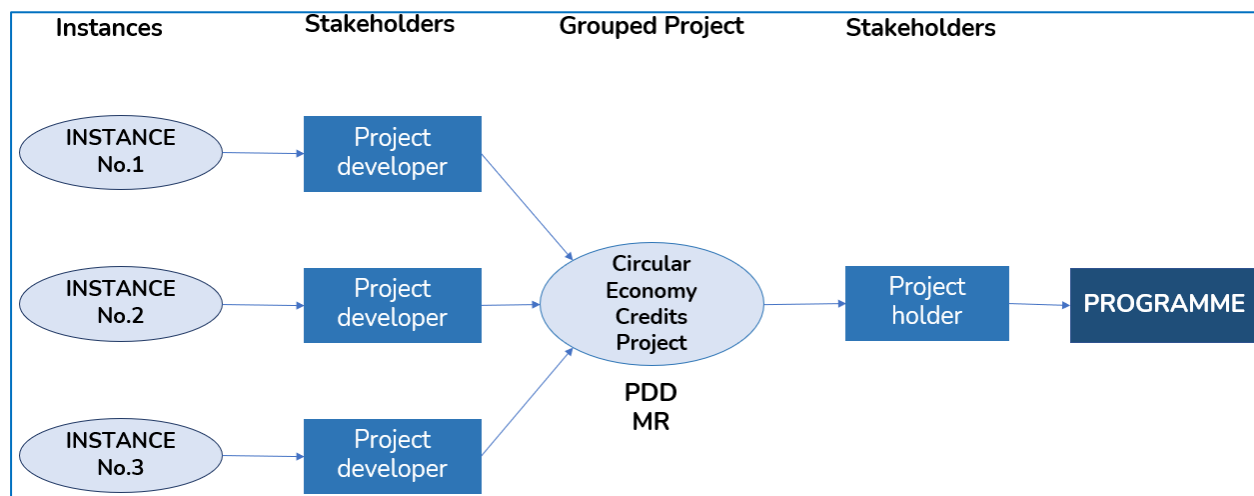 Instances
Stakeholders
Grouped Project
Stakeholders
INSTANCE
No.1
Project
developer
INSTANCE
No.2
Project
developer
Circular
Economy
Credits
Project
Project
holder
PROGRAMME
PDD
MR
INSTANCE
No.3
Project
developer